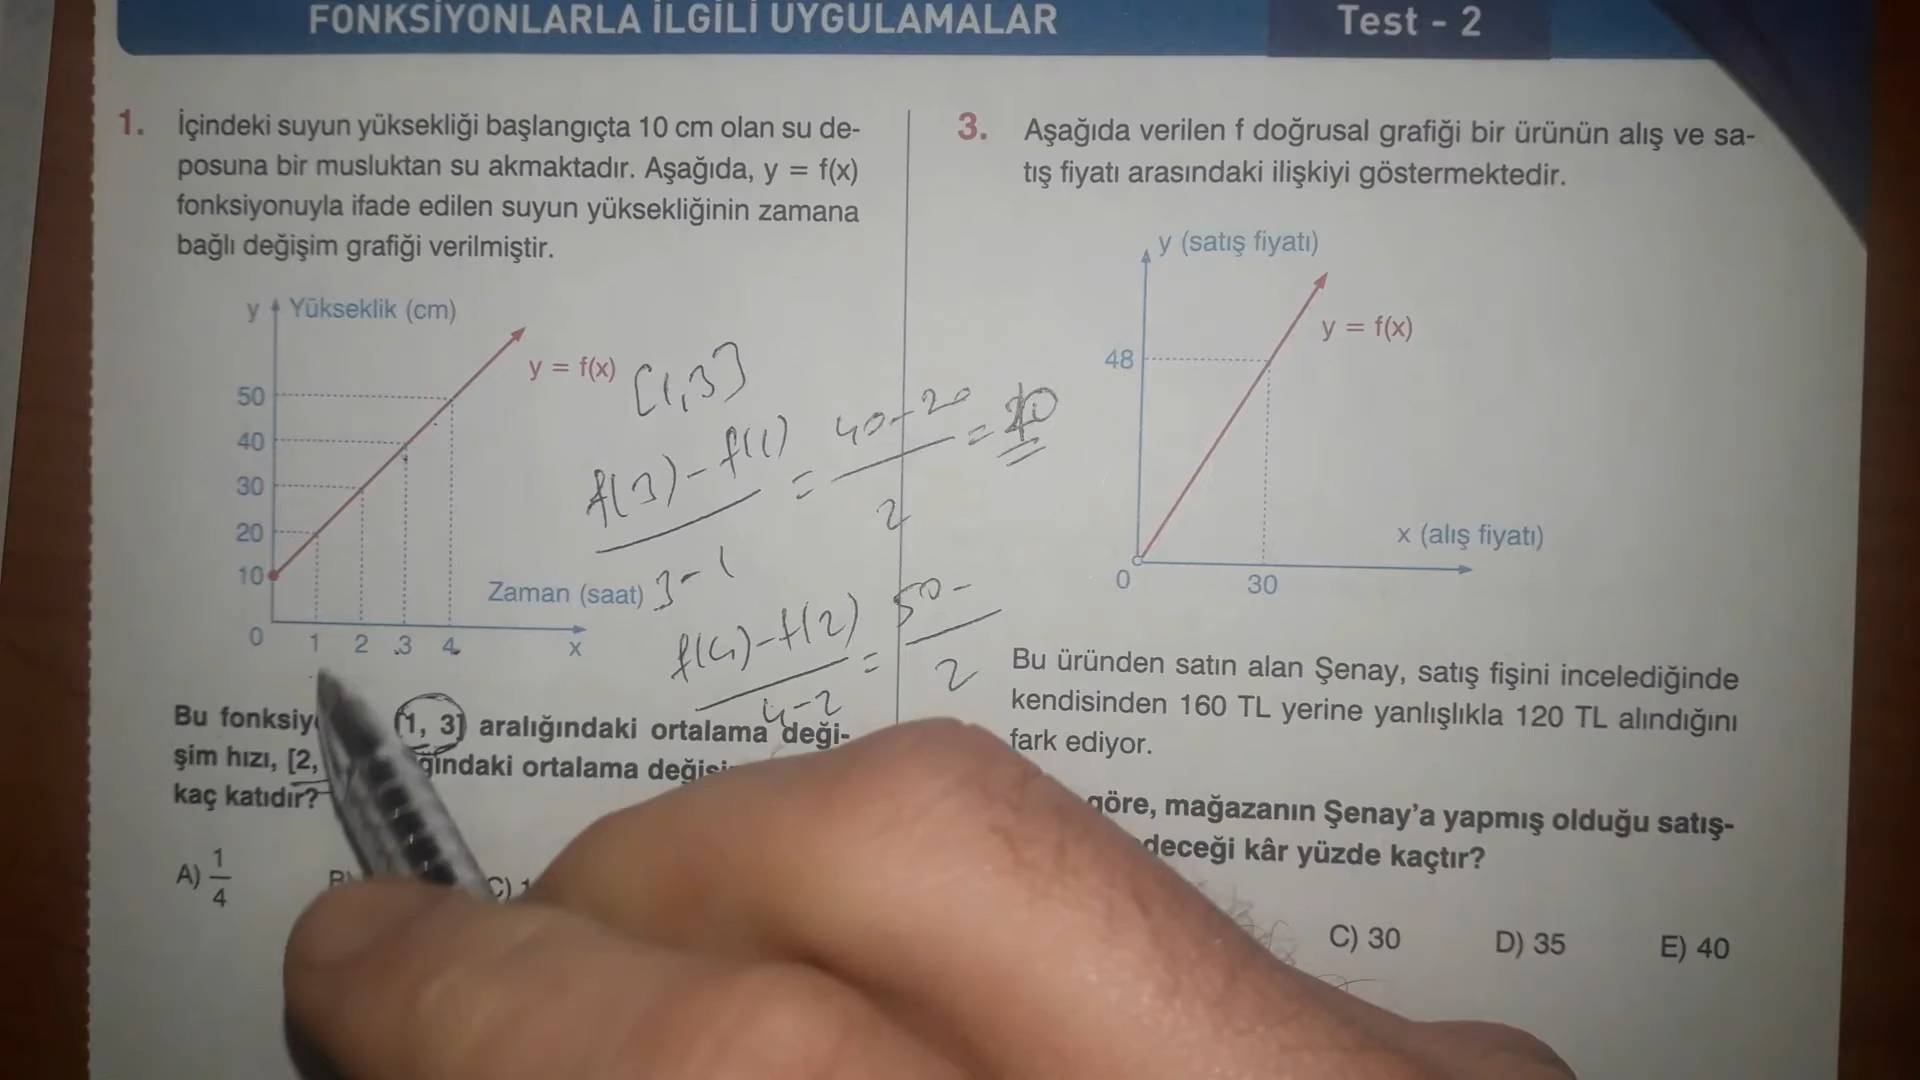 FONKSİYONLARLA İLGİLİ UYGULAMALAR
Test - 2
1. İçindeki suyun yüksekliği başlangıçta 10 cm olan su de-
posuna bir musluktan su akmaktadır. Aşağıda, y = f(x)
fonksiyonuyla ifade edilen suyun yüksekliğinin zamana
bağlı değişim grafiği verilmiştir.
y Yükseklik (cm)
y = f(x)
50
40
30
20
10
0 1 2 3 4 x
Zaman (saat)
[1,3]
f(3)-f(1) = 40-20 =
3-1 2
f(4)-f(2) = 50-
4-2 2
Bu (1, 3] aralığındaki ortalama deği-
şim hızı, [2, ortalama
kaç katıdır?
A) 1/4
C)
3. Aşağıda verilen f doğrusal grafiği bir ürünün alış ve sa-
tış fiyatı arasındaki ilişkiyi göstermektedir.
y (satış fiyatı)
y = f(x)
48
x (alış fiyatı)
0 30
Bu üründen satın alan Şenay, satış fişini incelediğinde
kendisinden 160 TL yerine yanlışlıkla 120 TL alındığını
fark ediyor.
göre, mağazanın Şenay'a yapmış olduğu satış-
kâr yüzde kaçtır?
C) 30 D) 35 E) 40